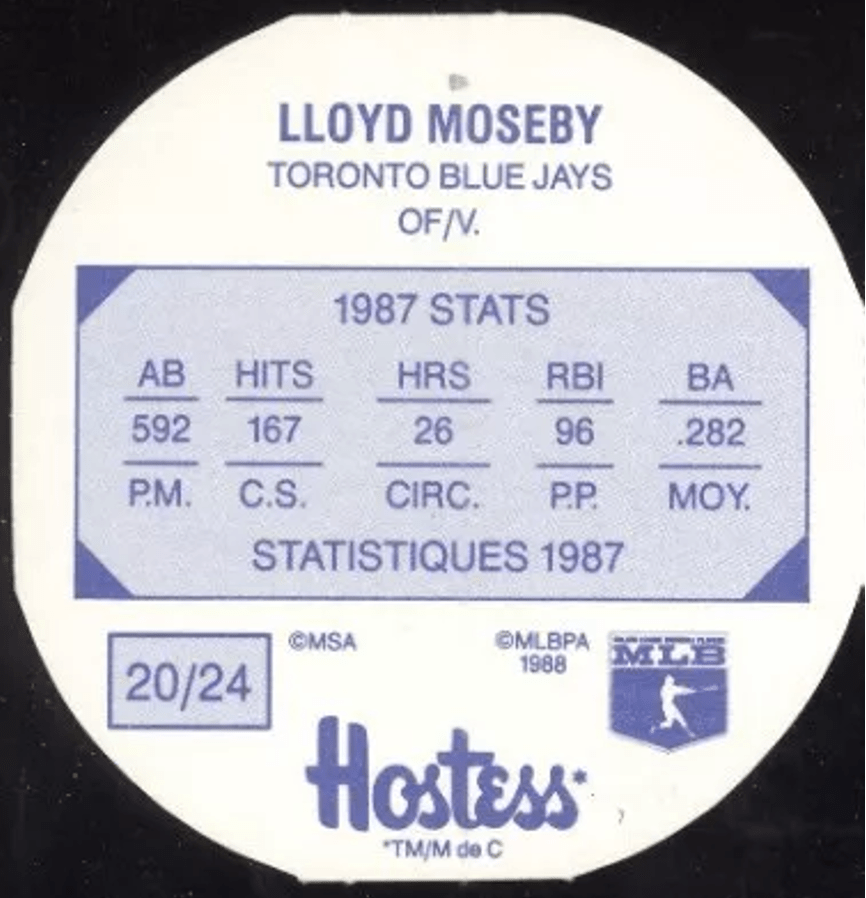 LLOYD MOSEBY
TORONTO BLUE JAYS
OF/V.
1987 STATS
AB HITS HRS RBI BA
592 167 26 96 .282
P.M. C.S. CIRC. P.P. MOY.
STATISTIQUES 1987
©MSA ©MLBPA
1988
MLB
20/24
Hostess*
*TM/M de C